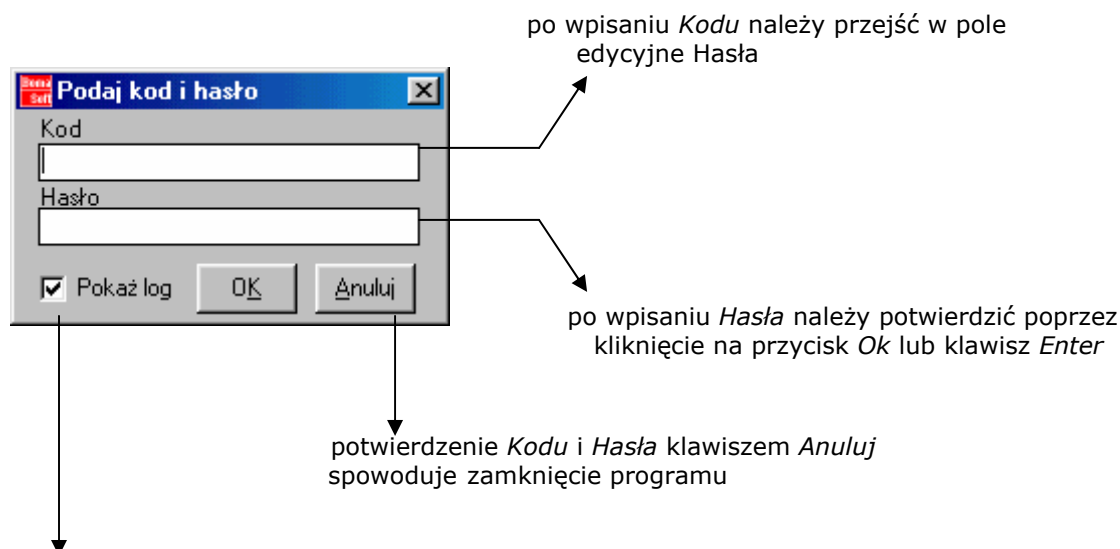 po wpisaniu Kodu należy przejść w pole
edycyjne Hasła
Soft Podaj kod i hasło
Kod
Hasło
Pokaż log OK Anuluj
po wpisaniu Hasła należy potwierdzić poprzez
kliknięcie na przycisk Ok lub klawisz Enter
potwierdzenie Kodu i Hasła klawiszem Anuluj
spowoduje zamknięcie programu